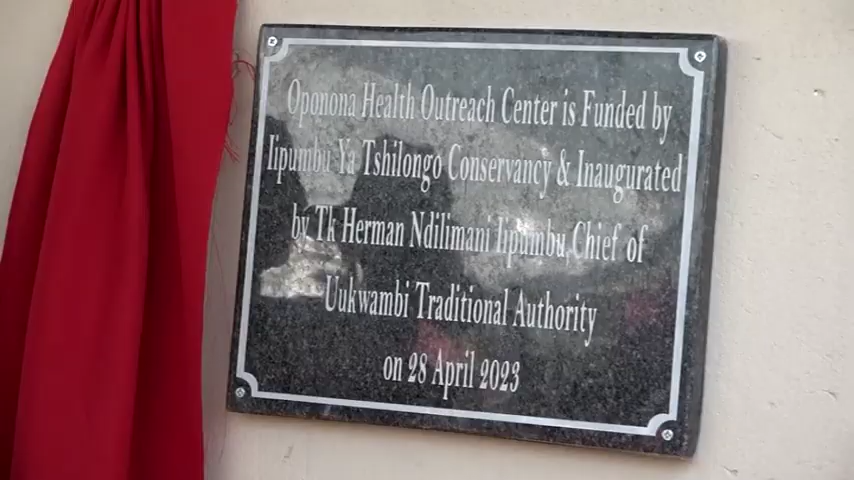 Oponona Health Outreach Center is Funded by
Iipumbu Ya Tshilongo Conservancy & Inaugurated
by Tk Herman Ndilimani Iipumbu, Chief of
Uukwambi Traditional Authority
on 28 April 2023